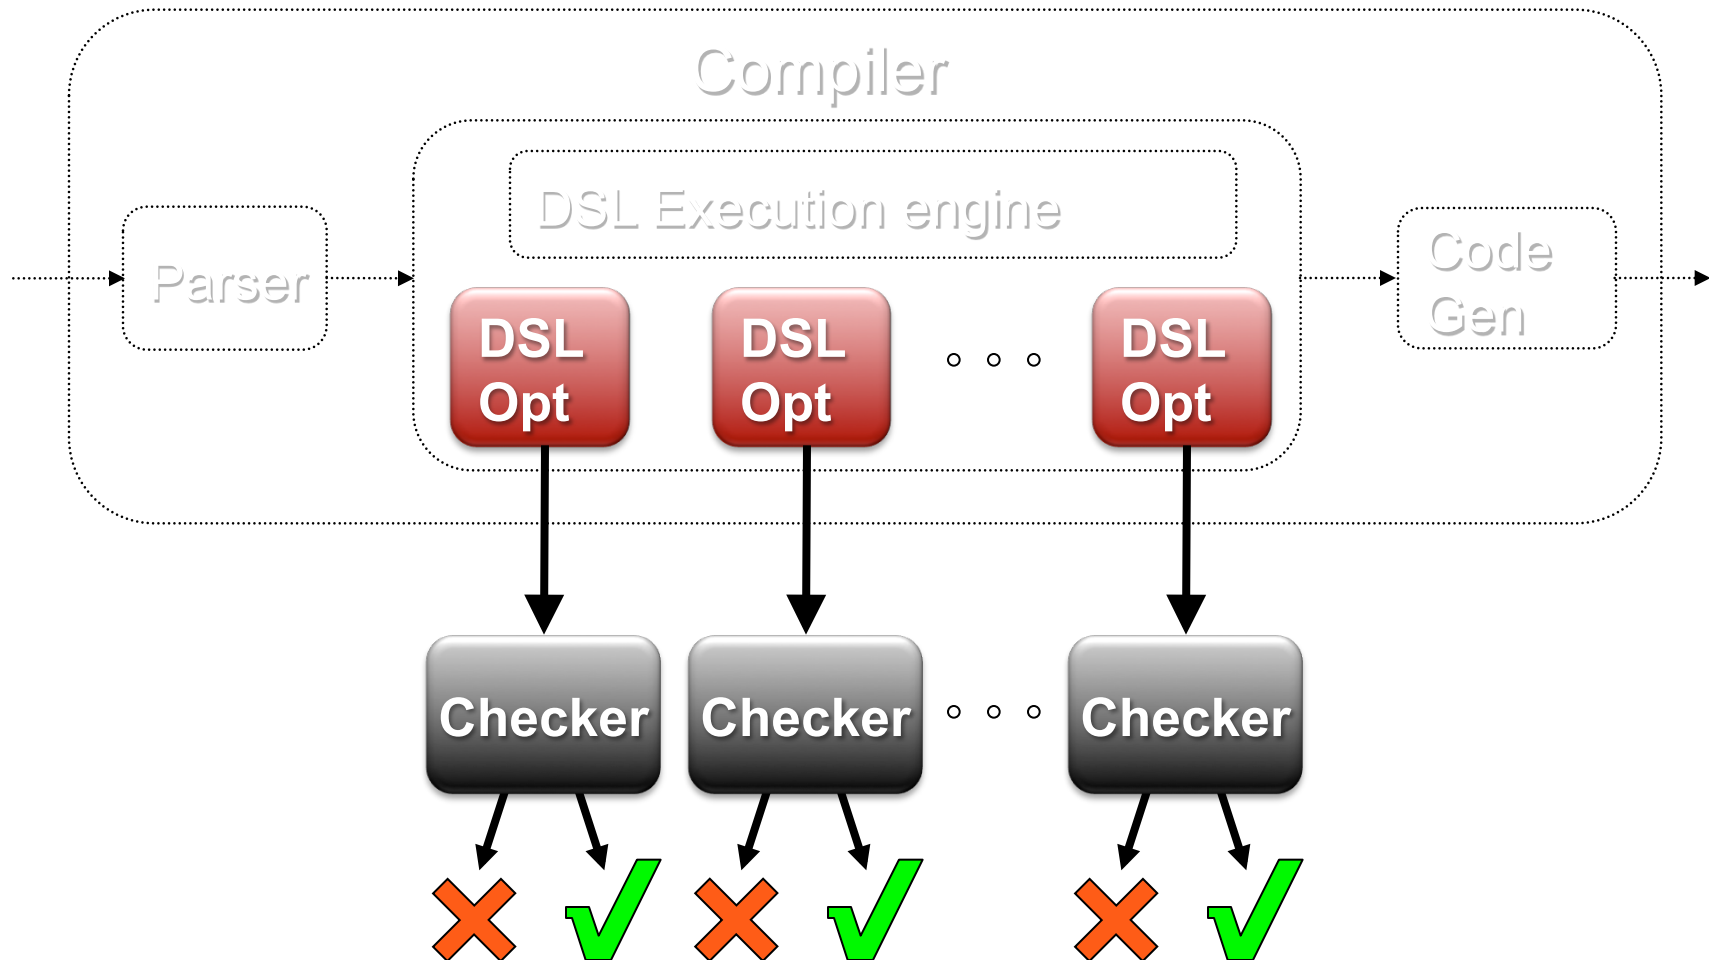 Compiler
DSL Execution engine
Parser
Code
Gen
DSL
Opt
DSL
Opt
DSL
Opt
Checker
Checker
Checker